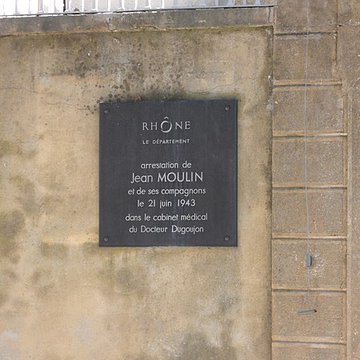 RHÔNE
LE DÉPARTEMENT
arrestation de
Jean MOULIN
et de ses compagnons
le 21 juin 1943
dans le cabinet médical
du Docteur Dugoujon